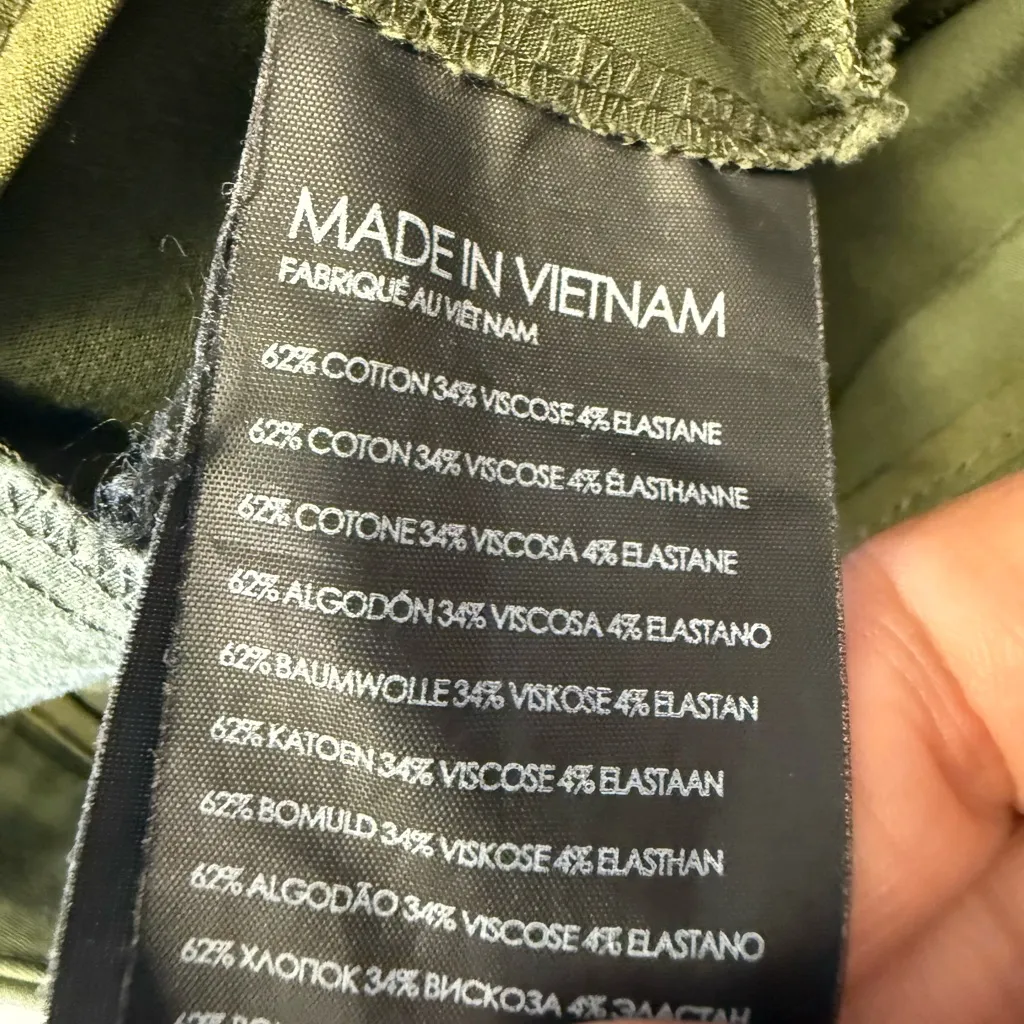 MADE IN VIETNAM
FABRIQUÉ AU VIÊT NAM
62% COTTON 34% VISCOSE 4% ELASTANE
62% COTON 34% VISCOSE 4% ÉLASTHANNE
62% COTONE 34% VISCOSA 4% ELASTANE
62% ALGODÓN 34% VISCOSA 4% ELASTANO
62% BAUMWOLLE 34% VISKOSE 4% ELASTAN
62% KATOEN 34% VISCOSE 4% ELASTAAN
62% BOMULD 34% VISKOSE 4% ELASTHAN
62% ALGODÃO 34% VISCOSE 4% ELASTANO
62% ХЛОПОК 34% ВИСКОЗА 4% ЭЛАСТАН
62%